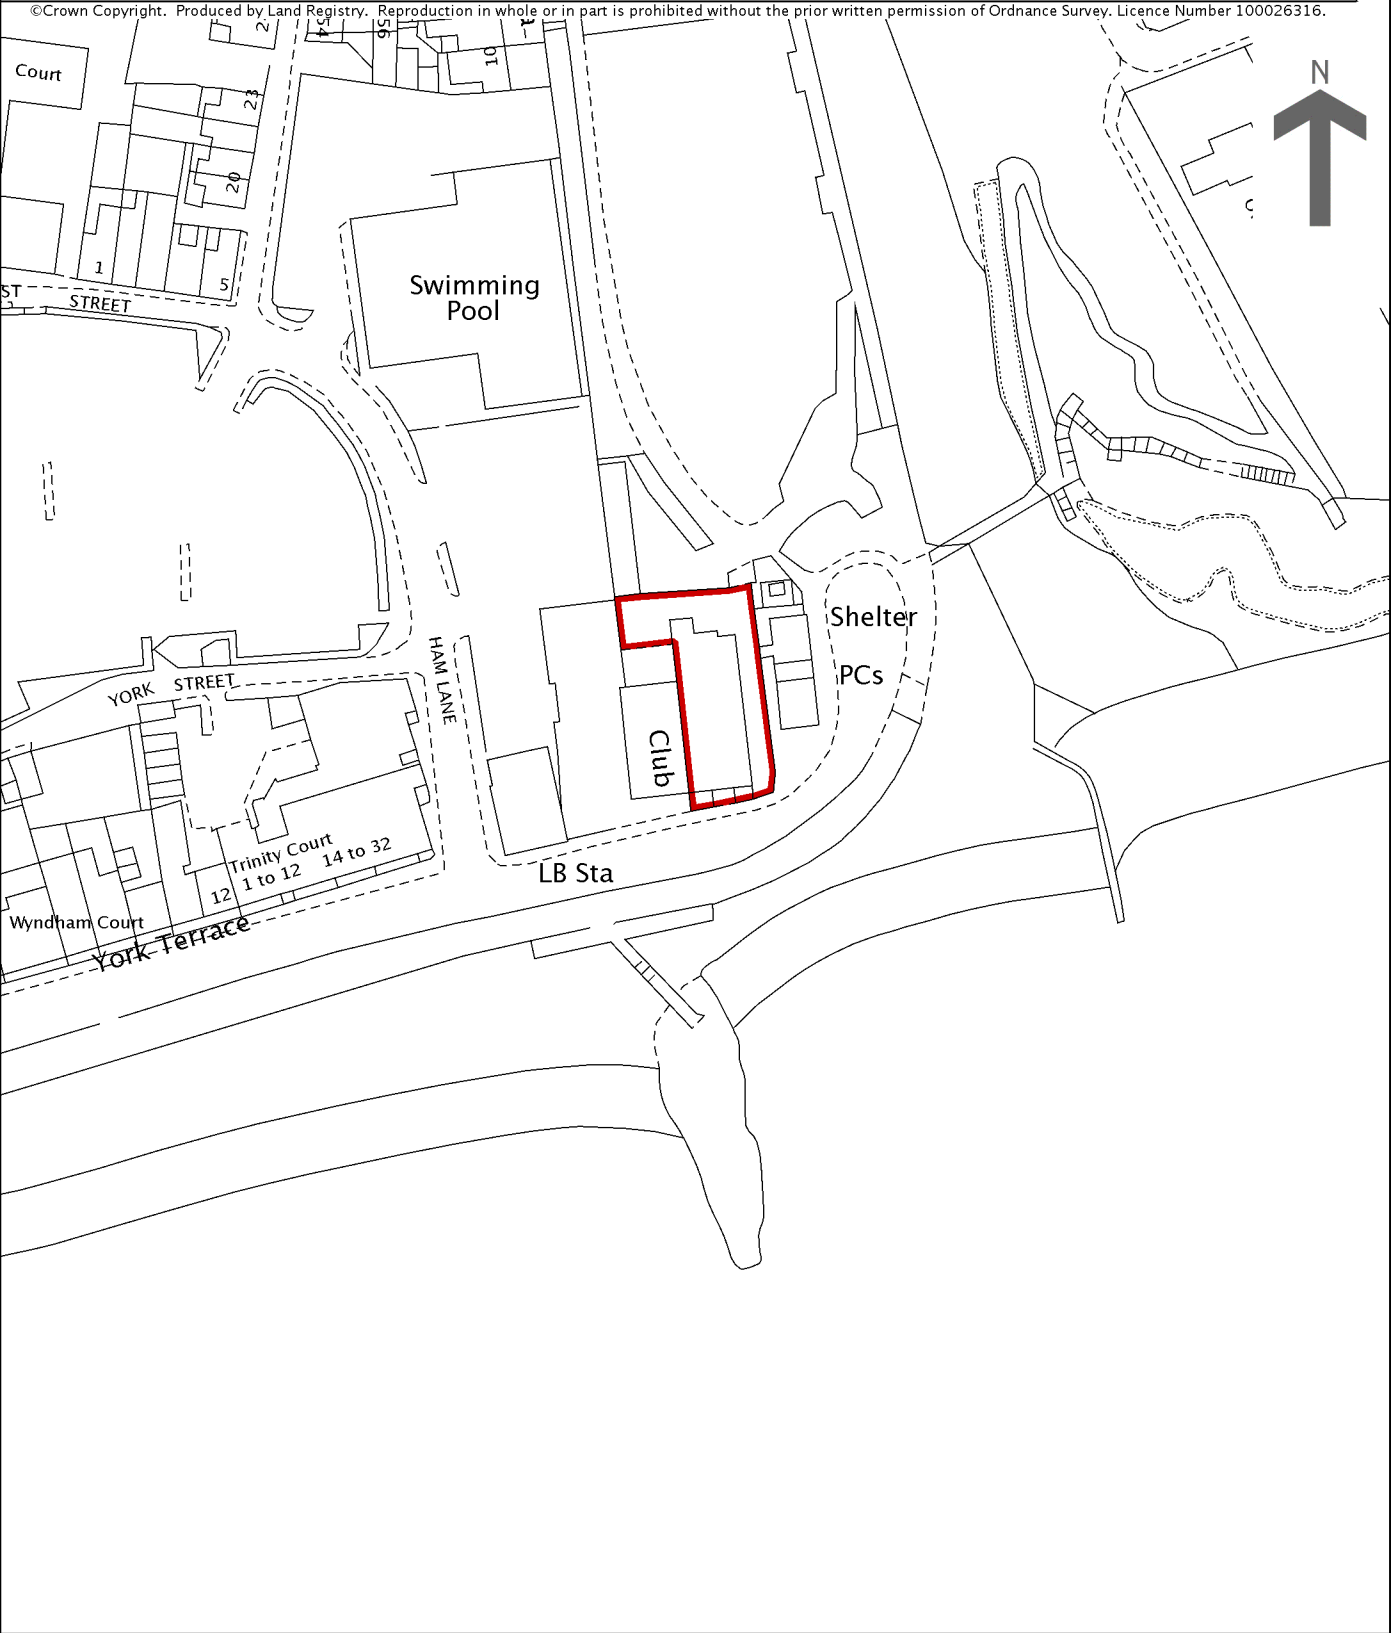 ©Crown Copyright. Produced by Land Registry. Reproduction in whole or in part is prohibited without the prior written permission of Ordnance Survey. Licence Number 100026316.
56
10
Court
N
23
20
1
5
ST
STREET
Swimming
Pool
Shelter
HAM LANE
PCs
YORK STREET
Club
Trinity Court
14 to 32
1 to 12
12
LB Sta
Wyndham Court
York Terrace